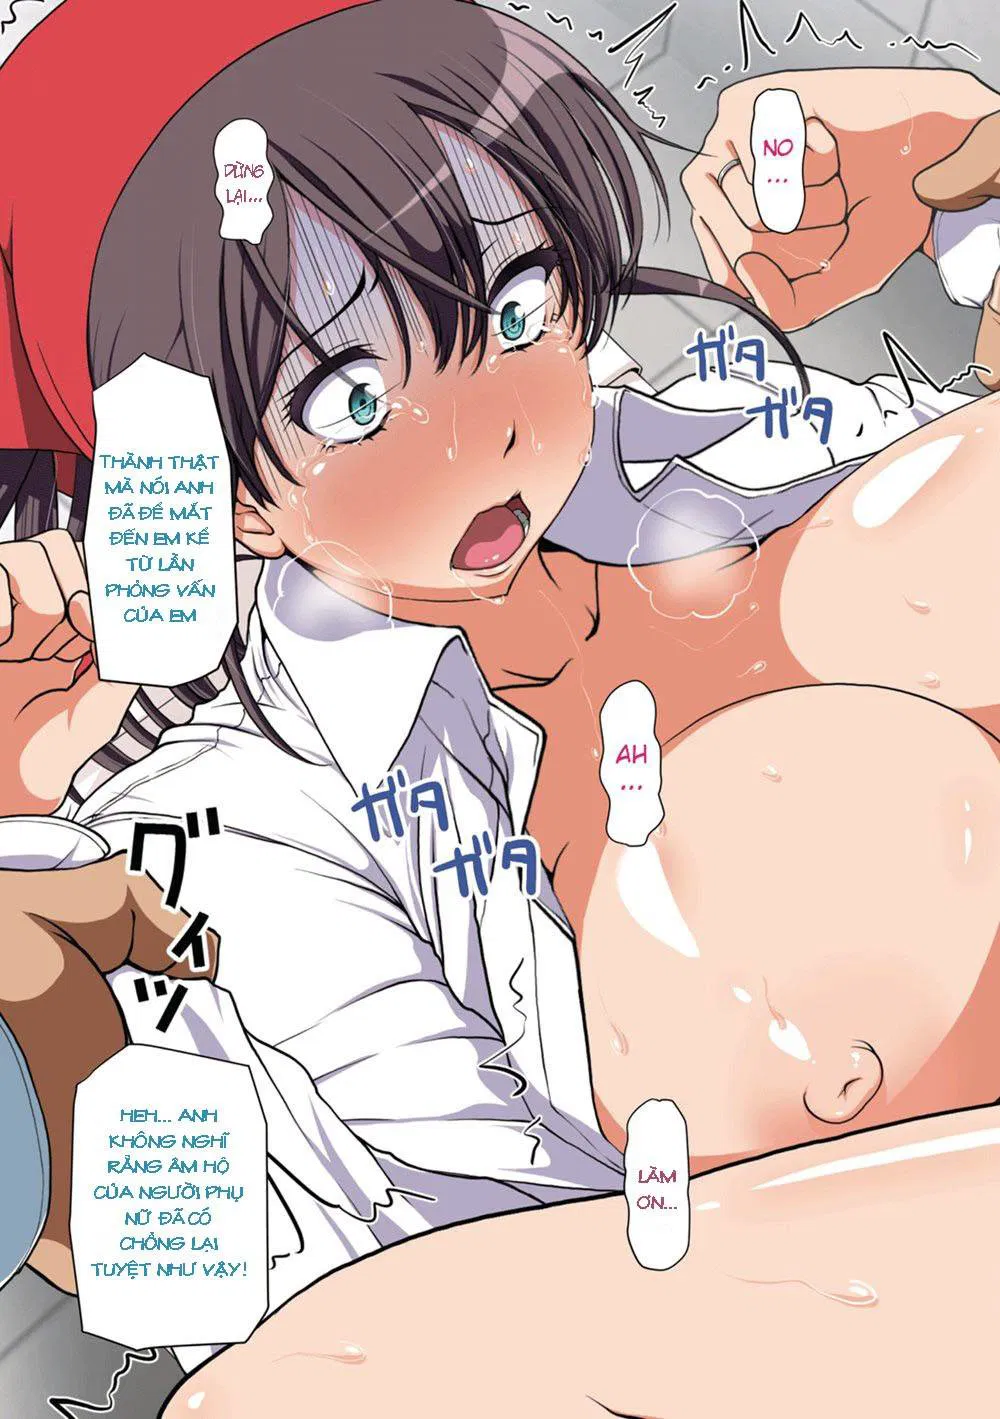 DỪNG
LẠI...
NO
...
ガタ
ガタ
THÀNH THẬT
MÀ NÓI ANH
ĐÃ ĐỂ MẮT
ĐẾN EM KỂ
TỪ LẦN
PHỎNG VẤN
CỦA EM
AH
...
ガタ
ガタ
グイッ
HEH... ANH
KHÔNG NGHĨ
RẰNG ÂM HỘ
CỦA NGƯỜI PHỤ
NỮ ĐÃ CÓ
CHỒNG LẠI
TUYỆT NHƯ VẬY!
LÀM
ƠN...